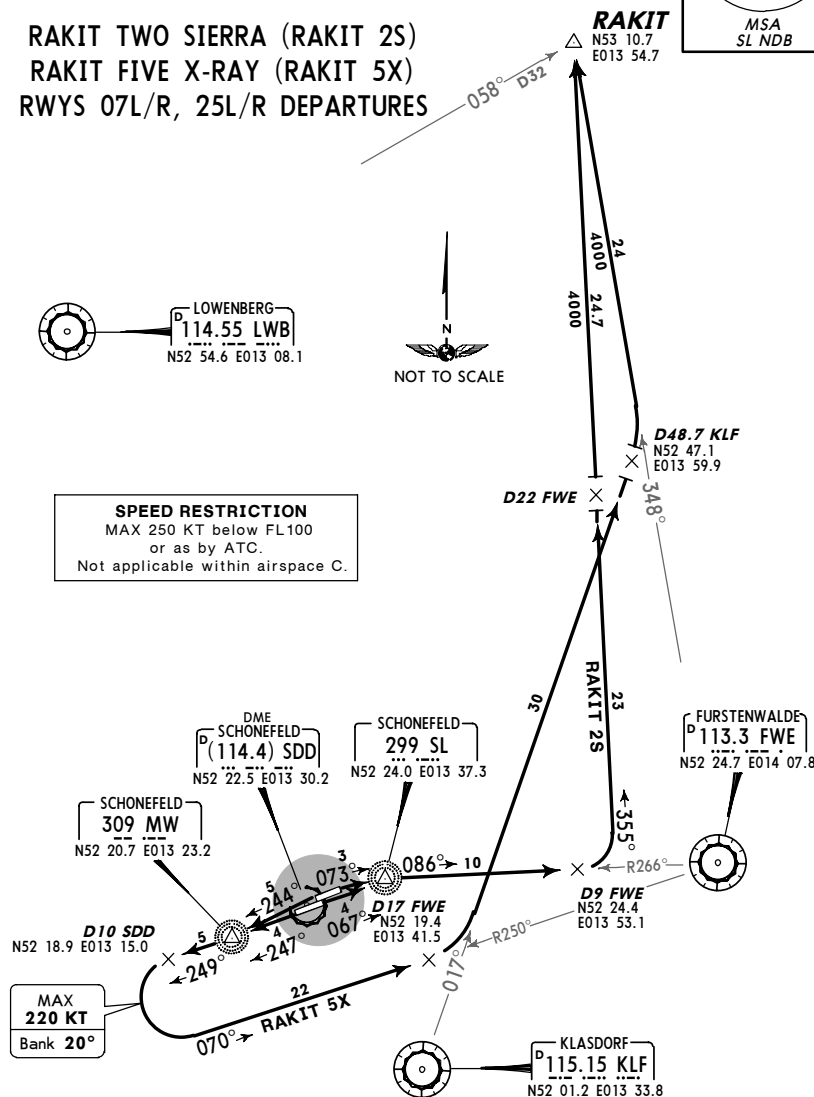 RAKIT TWO SIERRA (RAKIT 2S)
RAKIT FIVE X-RAY (RAKIT 5X)
RWYS 07L/R, 25L/R DEPARTURES
RAKIT
N53 10.7
E013 54.7
MSA
SL NDB
058° D32
24
4000
24.7
4000
LOWENBERG
D 114.55 LWB
N52 54.6 E013 08.1
N
NOT TO SCALE
D48.7 KLF
N52 47.1
E013 59.9
D22 FWE
348°
SPEED RESTRICTION
MAX 250 KT below FL100
or as by ATC.
Not applicable within airspace C.
30
RAKIT 2S
23
DME
SCHONEFELD
D (114.4) SDD
N52 22.5 E013 30.2
SCHONEFELD
299 SL
N52 24.0 E013 37.3
FURSTENWALDE
D 113.3 FWE
N52 24.7 E014 07.8
SCHONEFELD
309 MW
N52 20.7 E013 23.2
355°
3
073°
086°
10
R266°
5
244°
4
067°
D9 FWE
N52 24.4
E013 53.1
D17 FWE
N52 19.4
E013 41.5
4
247°
R250°
D10 SDD
N52 18.9 E013 15.0
5
249°
017°
MAX
220 KT
Bank 20°
22
070° RAKIT 5X
KLASDORF
D 115.15 KLF
N52 01.2 E013 33.8